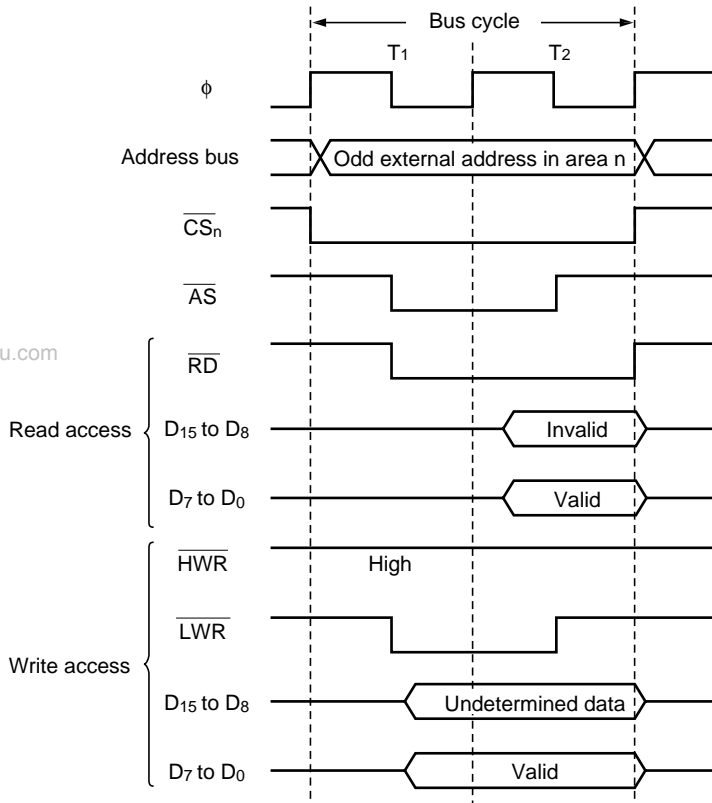 Bus cycle
T1 T2
ϕ
Address bus Odd external address in area n
CSn
AS
u.com
RD
Read access
D15 to D8 Invalid
D7 to D0 Valid
HWR High
LWR
Write access
D15 to D8 Undetermined data
D7 to D0 Valid